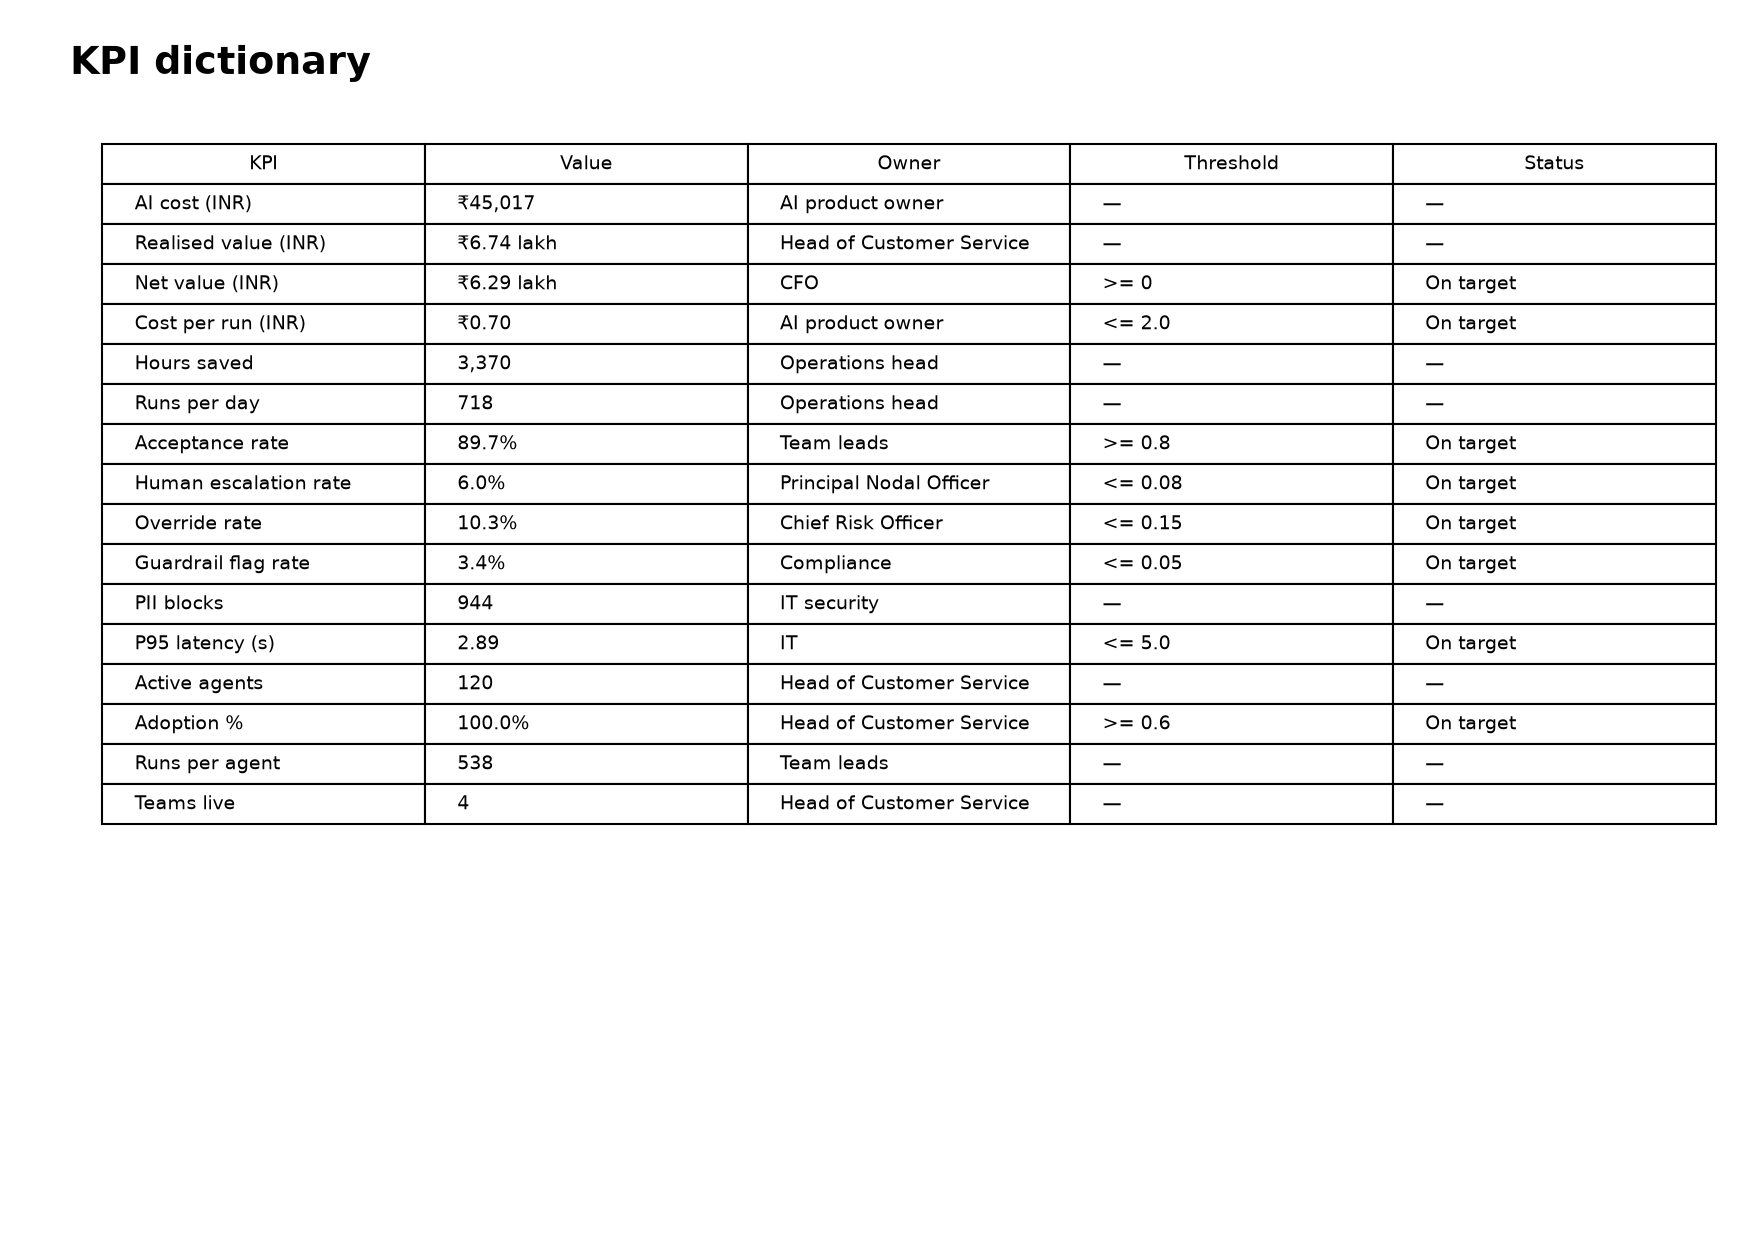 KPI dictionary
KPI Value Owner Threshold Status
AI cost (INR) ₹45,017 AI product owner — —
Realised value (INR) ₹6.74 lakh Head of Customer Service — —
Net value (INR) ₹6.29 lakh CFO >= 0 On target
Cost per run (INR) ₹0.70 AI product owner <= 2.0 On target
Hours saved 3,370 Operations head — —
Runs per day 718 Operations head — —
Acceptance rate 89.7% Team leads >= 0.8 On target
Human escalation rate 6.0% Principal Nodal Officer <= 0.08 On target
Override rate 10.3% Chief Risk Officer <= 0.15 On target
Guardrail flag rate 3.4% Compliance <= 0.05 On target
PII blocks 944 IT security — —
P95 latency (s) 2.89 IT <= 5.0 On target
Active agents 120 Head of Customer Service — —
Adoption % 100.0% Head of Customer Service >= 0.6 On target
Runs per agent 538 Team leads — —
Teams live 4 Head of Customer Service — —